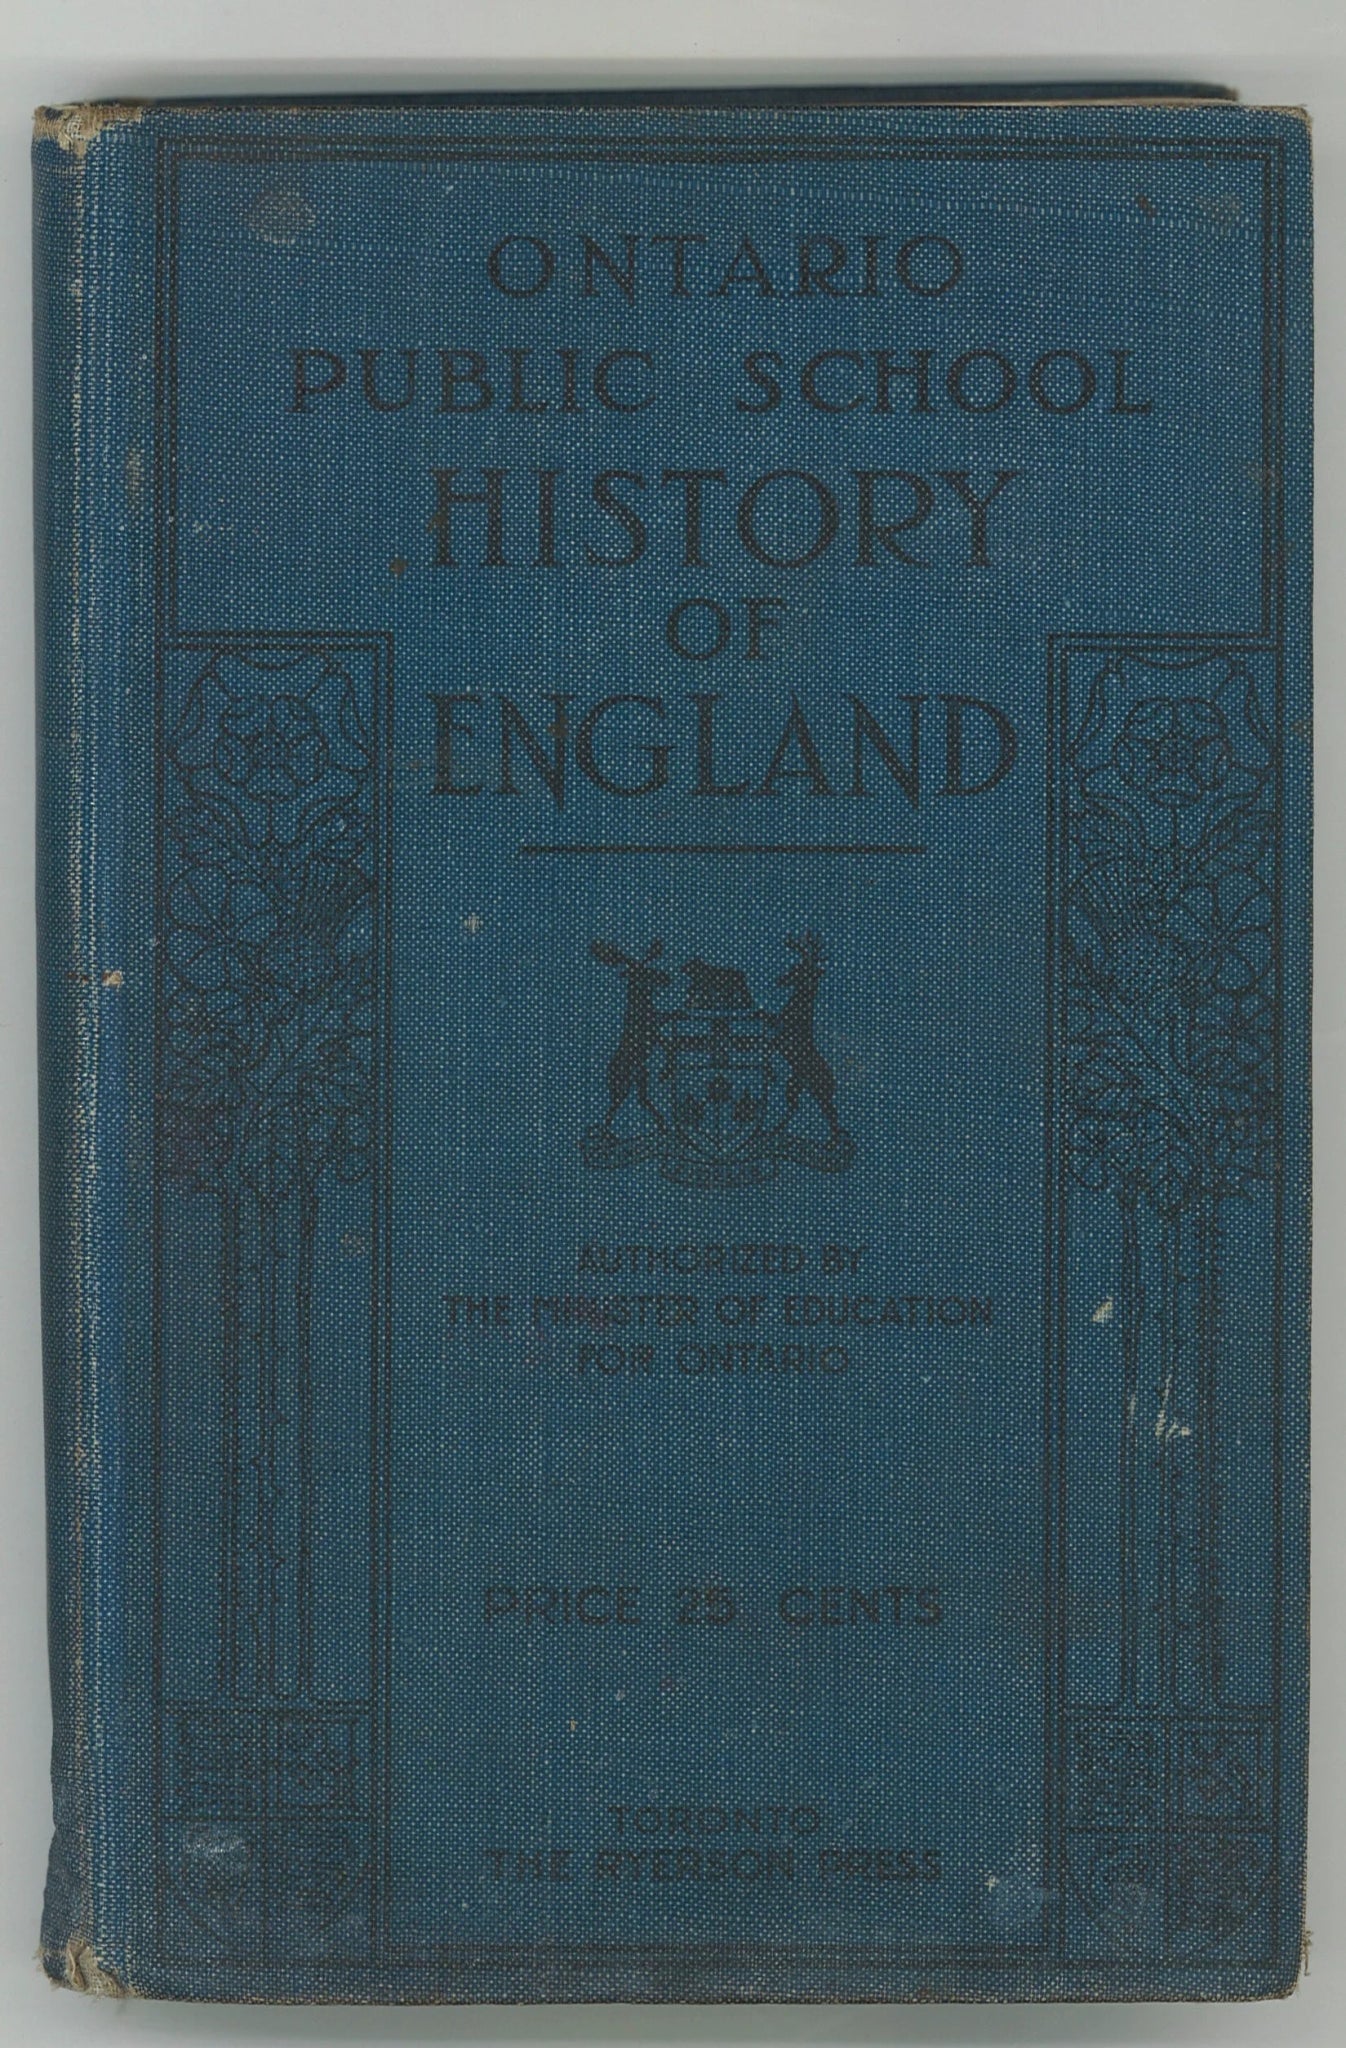 ONTARIO
PUBLIC SCHOOL
HISTORY
OF
ENGLAND
AUTHORIZED BY
THE MINISTER OF EDUCATION
FOR ONTARIO
PRICE 25 CENTS
TORONTO
THE RYERSON PRESS